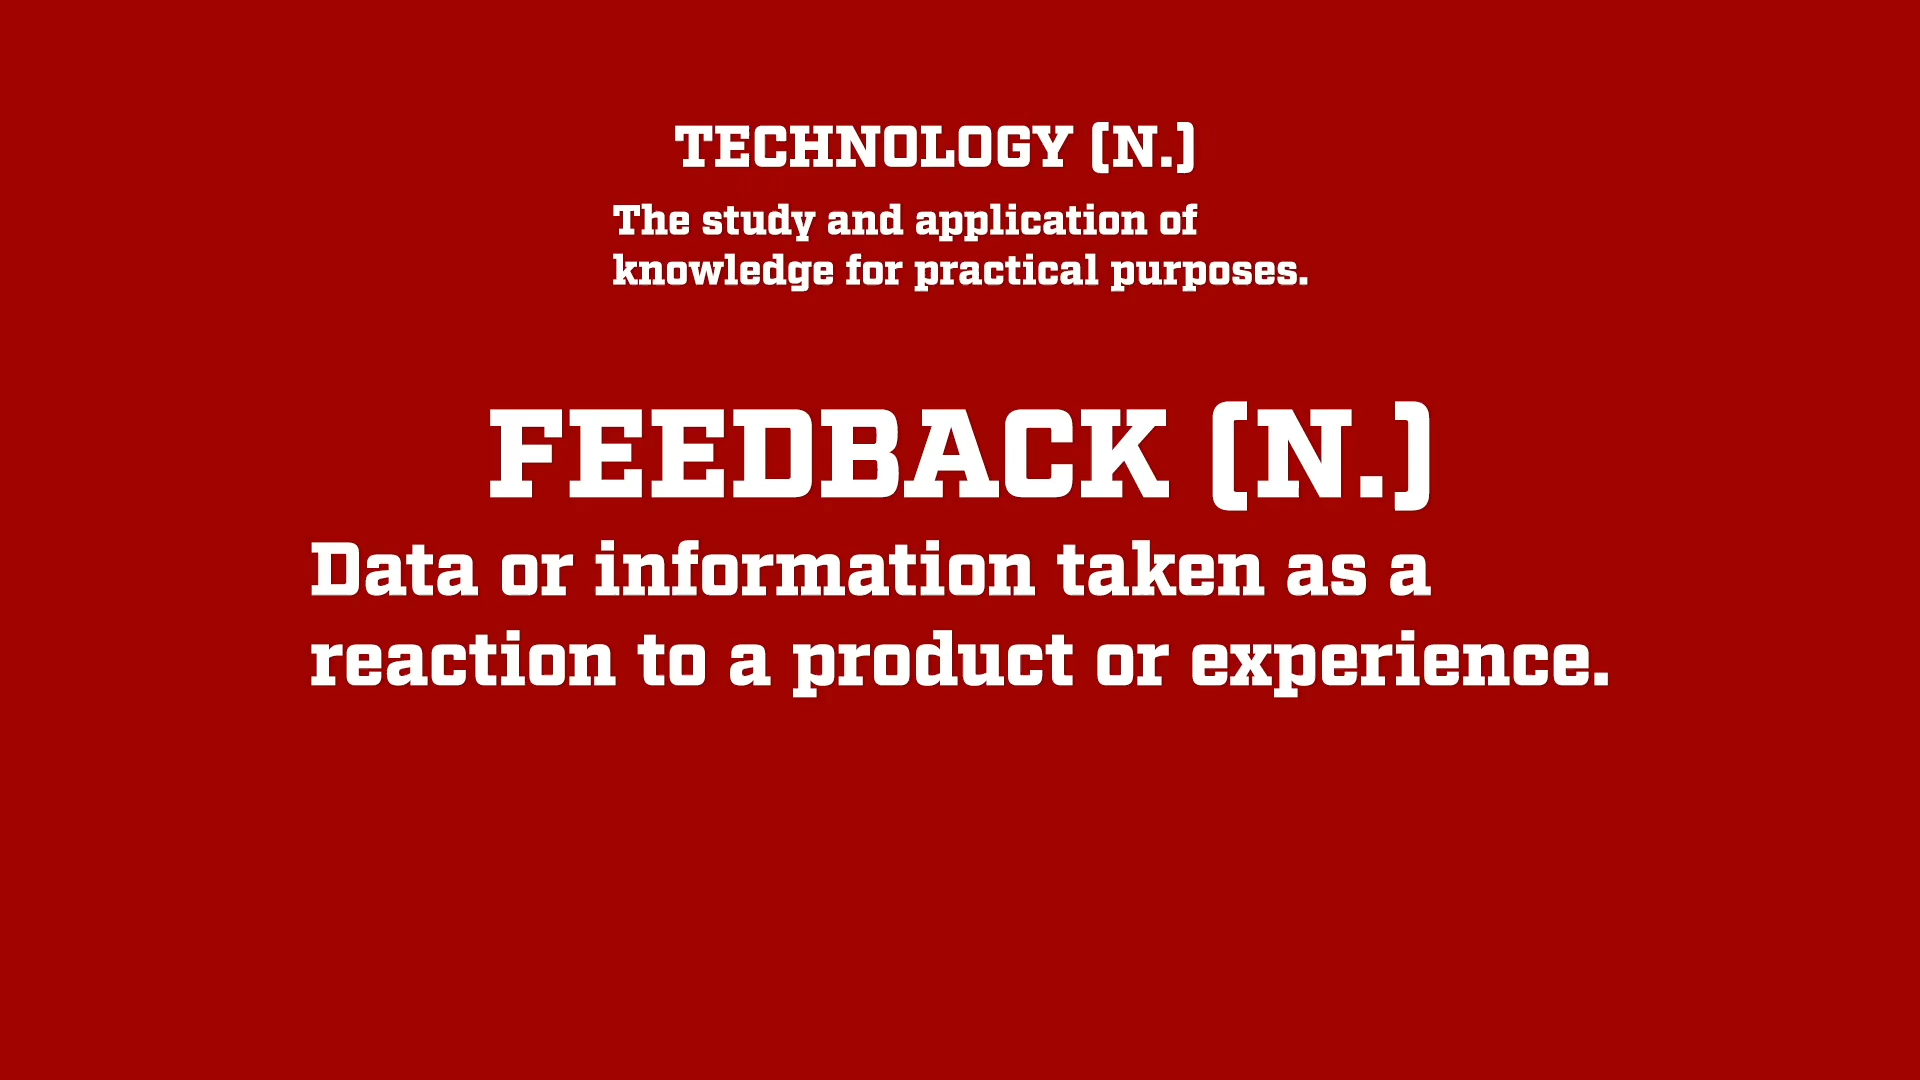 TECHNOLOGY (N.)
The study and application of
knowledge for practical purposes.
FEEDBACK (N.)
Data or information taken as a
reaction to a product or experience.